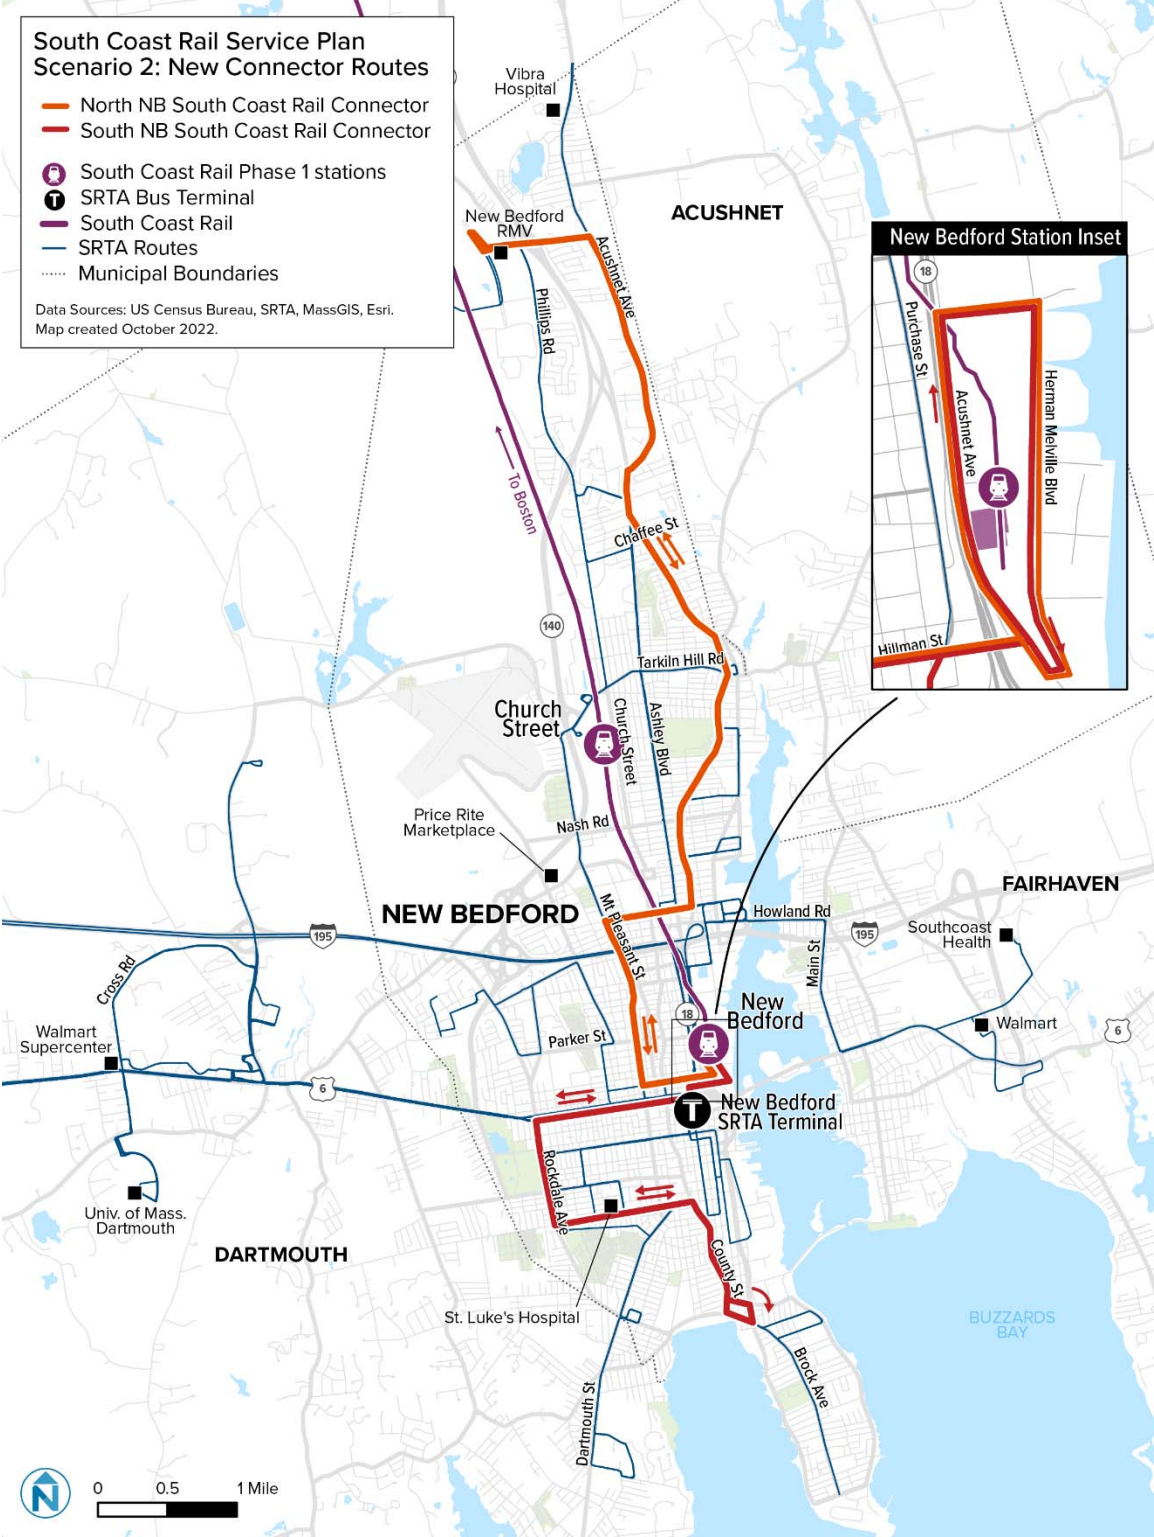 South Coast Rail Service Plan
Scenario 2: New Connector Routes
North NB South Coast Rail Connector
South NB South Coast Rail Connector
South Coast Rail Phase 1 stations
T
SRTA Bus Terminal
South Coast Rail
SRTA Routes
Municipal Boundaries
Data Sources: US Census Bureau, SRTA, MassGIS, Esri.
Map created October 2022.
Vibra
Hospital
ACUSHNET
New Bedford
RMV
Acushnet Ave
Phillips Rd
To Boston
Chaffee St
140
Tarkiln Hill Rd
Church
Street
Church Street
Ashley Blvd
Price Rite
Marketplace
Nash Rd
NEW BEDFORD
Mt Pleasant St
Howland Rd
FAIRHAVEN
Southcoast
Health
195
195
Main St
Cross Rd
18
New
Bedford
Walmart
6
Walmart
Supercenter
Parker St
6
T
New Bedford
SRTA Terminal
Rockdale Ave
Univ. of Mass.
Dartmouth
DARTMOUTH
County St
St. Luke's Hospital
BUZZARDS
BAY
Brock Ave
Dartmouth St
N
0
0.5
1 Mile
New Bedford Station Inset
18
Purchase St
Acushnet Ave
Herman Melville Blvd
Hillman St